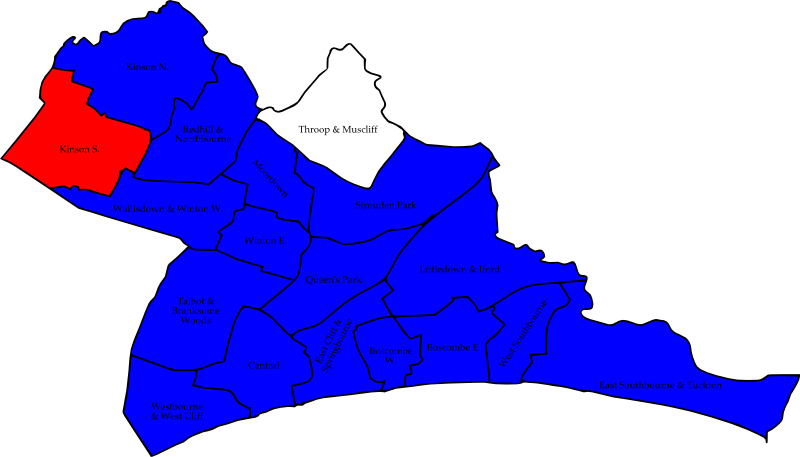 Kinson N.
Redhill &
Northbourne
Throop & Muscliff
Kinson S.
Moordown
Strouden Park
Wallisdown & Winton W.
Winton E.
Queen's Park
Littledown & Iford
Talbot &
Branksome
Woods
East Cliff &
Springbourne
West Southbourne
Boscombe
W.
Boscombe E.
Central
East Southbourne & Tuckton
Westbourne
& West Cliff